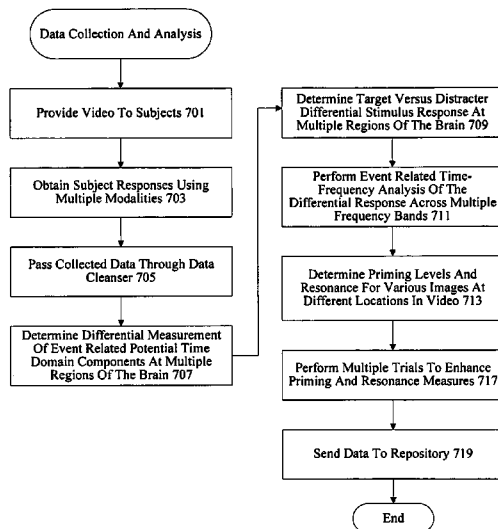 Data Collection And Analysis
Provide Video To Subjects 701
Obtain Subject Responses Using
Multiple Modalities 703
Pass Collected Data Through Data
Cleanser 705
Determine Differential Measurement
Of Event Related Potential Time
Domain Components At Multiple
Regions Of The Brain 707
Determine Target Versus Distracter
Differential Stimulus Response At
Multiple Regions Of The Brain 709
Perform Event Related Time-
Frequency Analysis Of The
Differential Response Across Multiple
Frequency Bands 711
Determine Priming Levels And
Resonance For Various Images At
Different Locations In Video 713
Perform Multiple Trials To Enhance
Priming And Resonance Measures 717
Send Data To Repository 719
End